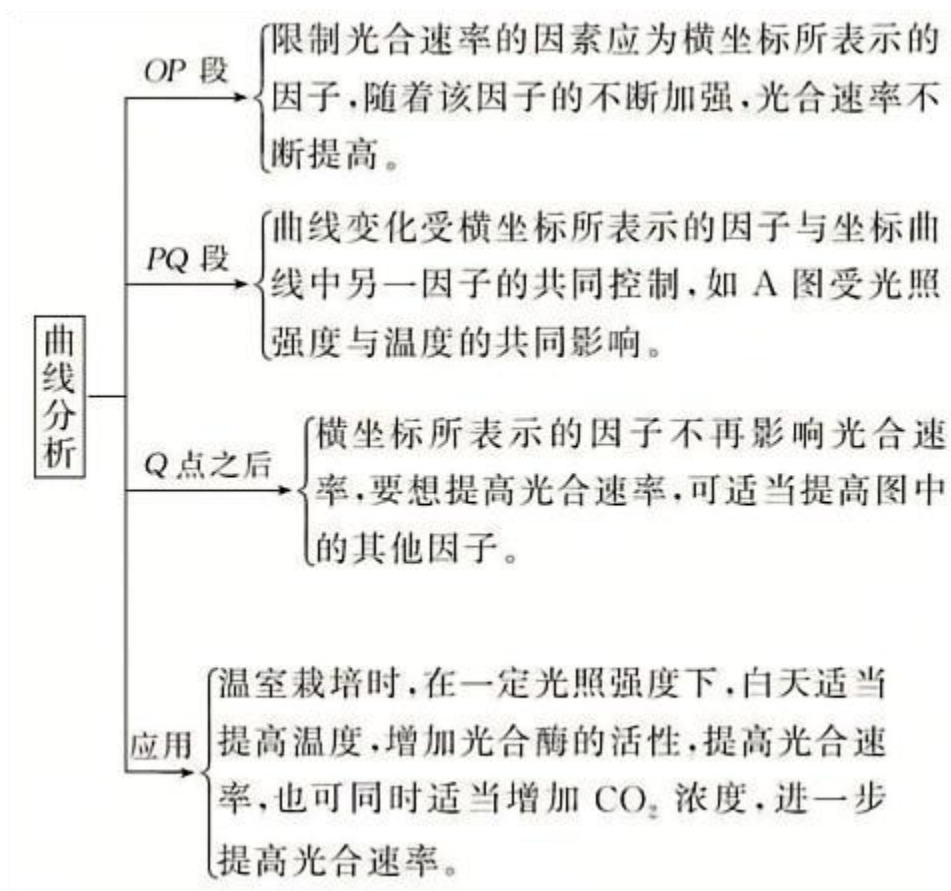 曲线分析
OP 段
限制光合速率的因素应为横坐标所表示的
因子,随着该因子的不断加强,光合速率不
断提高。
PQ 段
曲线变化受横坐标所表示的因子与坐标曲
线中另一因子的共同控制,如 A 图受光照
强度与温度的共同影响。
Q 点之后
横坐标所表示的因子不再影响光合速
率,要想提高光合速率,可适当提高图中
的其他因子。
应用
温室栽培时,在一定光照强度下,白天适当
提高温度,增加光合酶的活性,提高光合速
率,也可同时适当增加 CO₂ 浓度,进一步
提高光合速率。